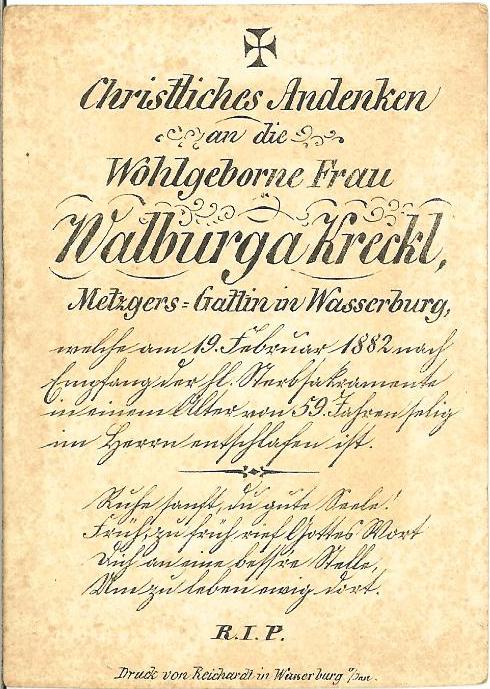 Christliches Andenken
an die
Wohlgeborne Frau
Walburga Kreckl,
Metzgers=Gattin in Wasserburg,
welche am 19. Februar 1882 nach
Empfang der hl. Sterbsakramente
in einem Alter von 59. Jahren selig
im Herrn entschlafen ist.
Ruhe sanft, du gute Seele!
Früh, zu früh rief Gottes Wort
Dich an eine bess're Stelle,
Um zu leben ewig dort.
R.I.P.
Druck von Reichardt in Wasserburg a/Inn.